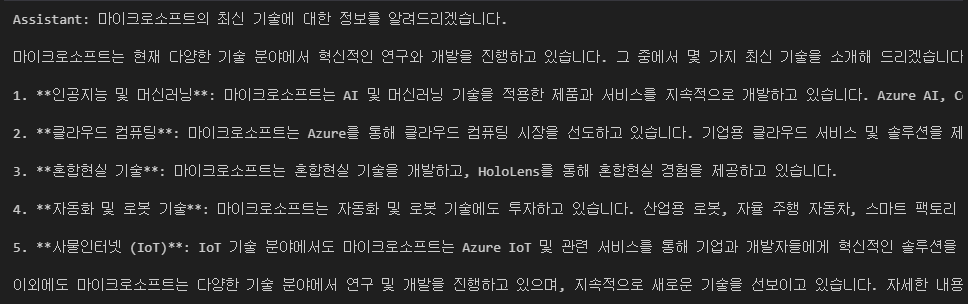 Assistant: 마이크로소프트의 최신 기술에 대한 정보를 알려드리겠습니다.
마이크로소프트는 현재 다양한 기술 분야에서 혁신적인 연구와 개발을 진행하고 있습니다. 그 중에서 몇 가지 최신 기술을 소개해 드리겠습니다
1. **인공지능 및 머신러닝**: 마이크로소프트는 AI 및 머신러닝 기술을 적용한 제품과 서비스를 지속적으로 개발하고 있습니다. Azure AI,
2. **클라우드 컴퓨팅**: 마이크로소프트는 Azure를 통해 클라우드 컴퓨팅 시장을 선도하고 있습니다. 기업용 클라우드 서비스 및 솔루션을 제
3. **혼합현실 기술**: 마이크로소프트는 혼합현실 기술을 개발하고, HoloLens를 통해 혼합현실 경험을 제공하고 있습니다.
4. **자동화 및 로봇 기술**: 마이크로소프트는 자동화 및 로봇 기술에도 투자하고 있습니다. 산업용 로봇, 자율 주행 자동차, 스마트 팩토리
5. **사물인터넷 (IoT)**: IoT 기술 분야에서도 마이크로소프트는 Azure IoT 및 관련 서비스를 통해 기업과 개발자들에게 혁신적인 솔루션을
이외에도 마이크로소프트는 다양한 기술 분야에서 연구 및 개발을 진행하고 있으며, 지속적으로 새로운 기술을 선보이고 있습니다. 자세한 내용